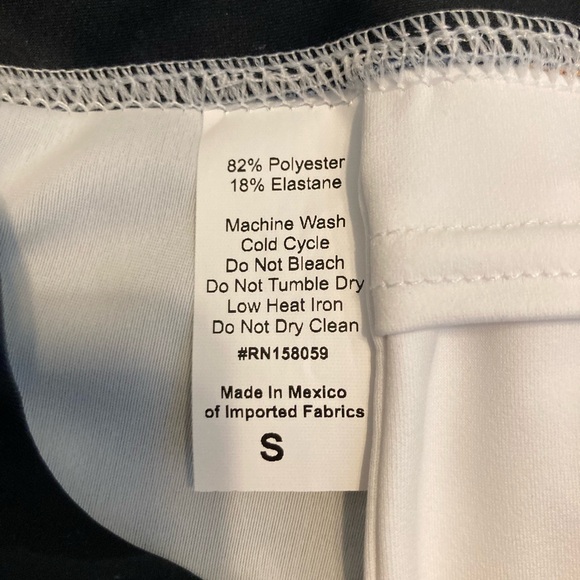 82% Polyester
18% Elastane
Machine Wash
Cold Cycle
Do Not Bleach
Do Not Tumble Dry
Low Heat Iron
Do Not Dry Clean
#RN158059
Made In Mexico
of Imported Fabrics
S